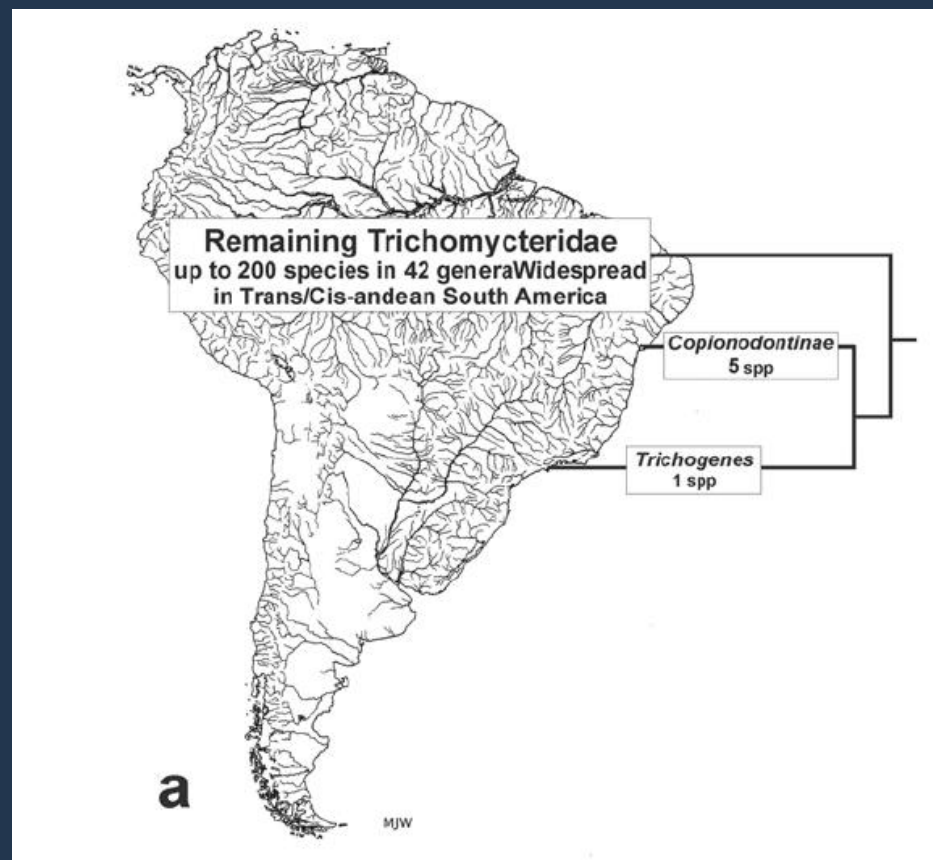 Remaining Trichomycteridae
up to 200 species in 42 generaWidespread
in Trans/Cis-andean South America
Copionodontinae
5 spp
Trichogenes
1 spp
a
MJW